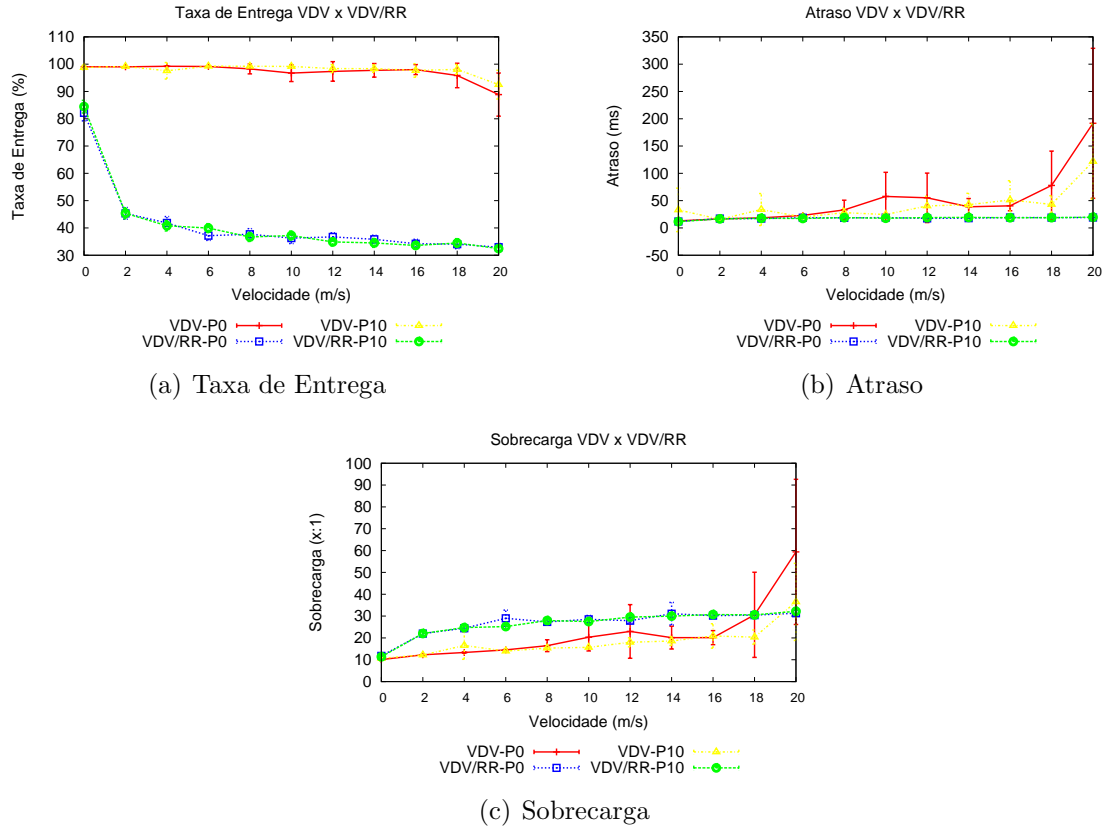 Taxa de Entrega VDV x VDV/RR
110
100
90
80
70
60
50
40
30
Taxa de Entrega (%)
0 2 4 6 8 10 12 14 16 18 20
Velocidade (m/s)
VDV-P0 VDV-P10
VDV/RR-P0 VDV/RR-P10
(a) Taxa de Entrega
Atraso VDV x VDV/RR
350
300
250
200
150
100
50
0
-50
Atraso (ms)
0 2 4 6 8 10 12 14 16 18 20
Velocidade (m/s)
VDV-P0 VDV-P10
VDV/RR-P0 VDV/RR-P10
(b) Atraso
Sobrecarga VDV x VDV/RR
100
90
80
70
60
50
40
30
20
10
0
Sobrecarga (x:1)
0 2 4 6 8 10 12 14 16 18 20
Velocidade (m/s)
VDV-P0 VDV-P10
VDV/RR-P0 VDV/RR-P10
(c) Sobrecarga